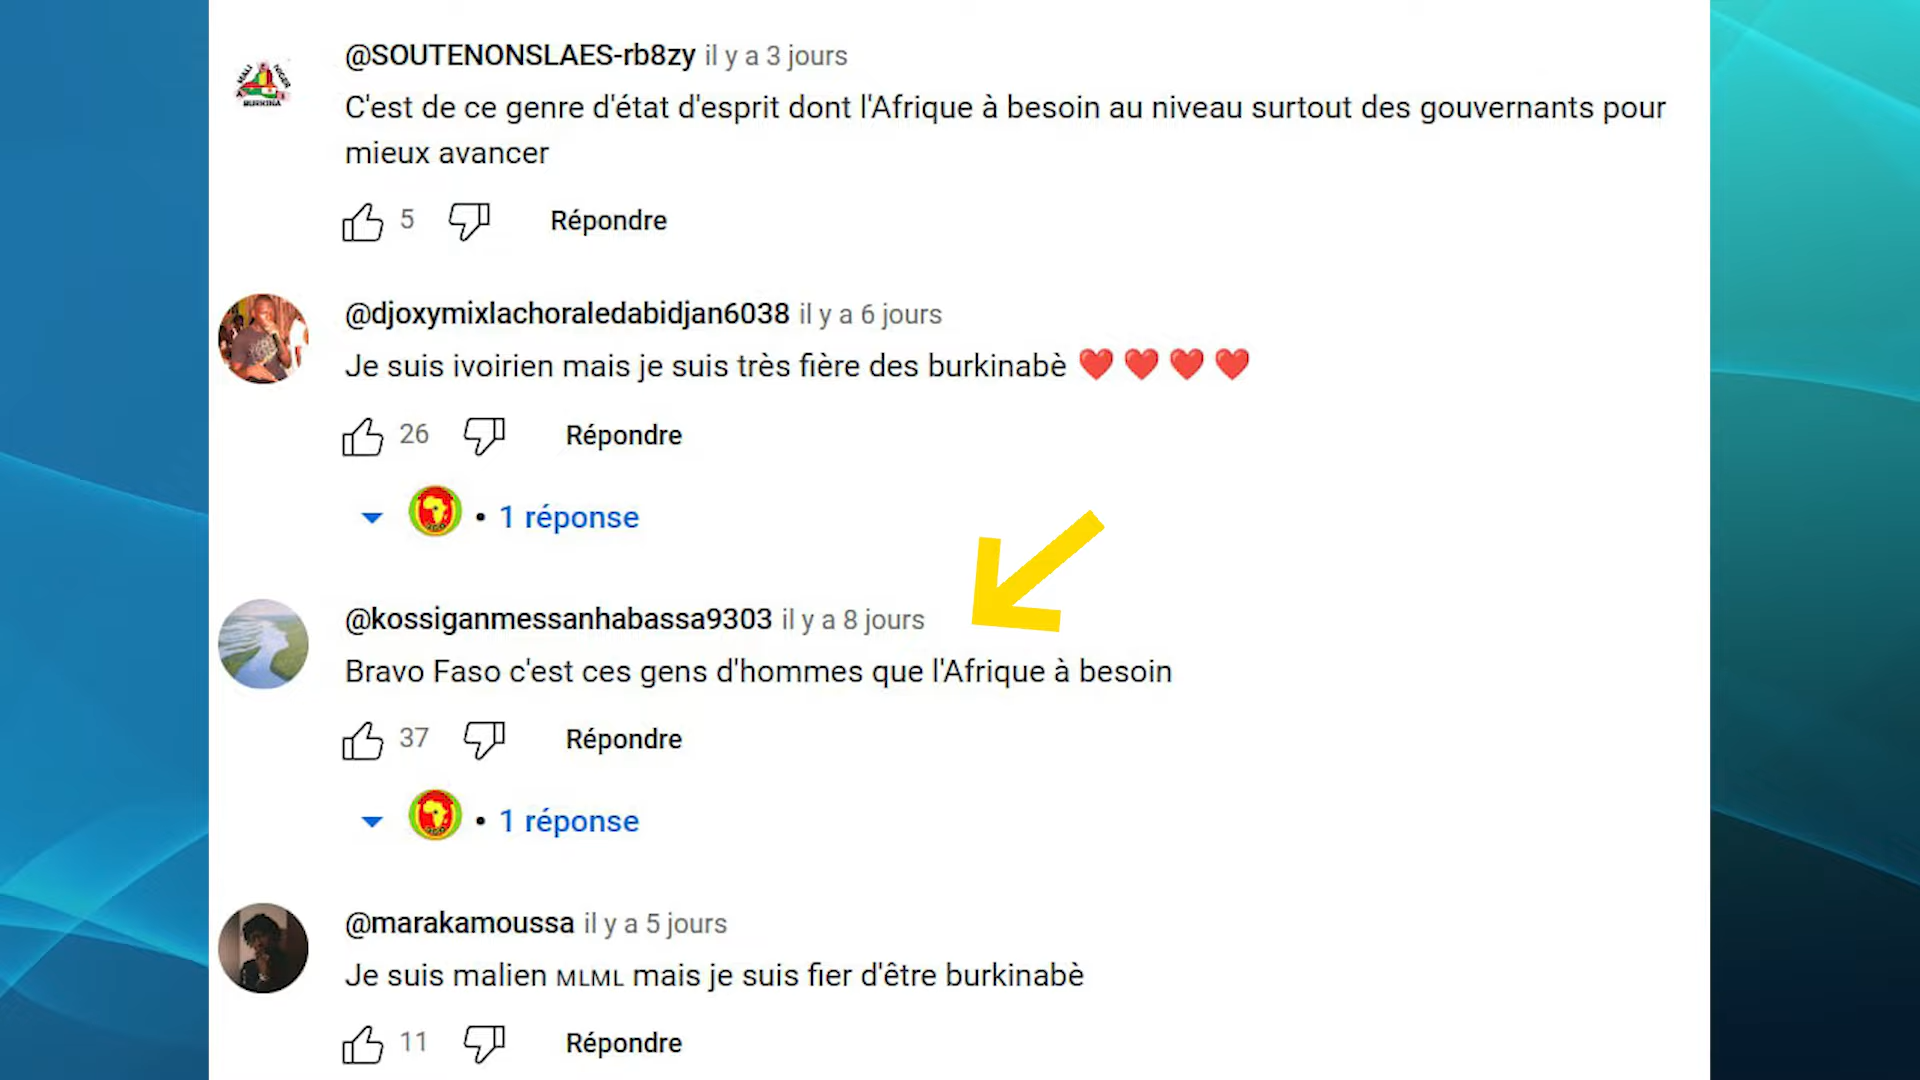 MALI NIGER
BURKINA
@SOUTENONSLAES-rb8zy il y a 3 jours
C'est de ce genre d'état d'esprit dont l'Afrique à besoin au niveau surtout des gouvernants pour
mieux avancer
5 Répondre
@djoxymixlachoraledabidjan6038 il y a 6 jours
Je suis ivoirien mais je suis très fière des burkinabè ❤️ ❤️ ❤️ ❤️
26 Répondre
• 1 réponse
@kossiganmessanhabassa9303 il y a 8 jours
Bravo Faso c'est ces gens d'hommes que l'Afrique à besoin
37 Répondre
• 1 réponse
@marakamoussa il y a 5 jours
Je suis malien MLML mais je suis fier d'être burkinabè
11 Répondre